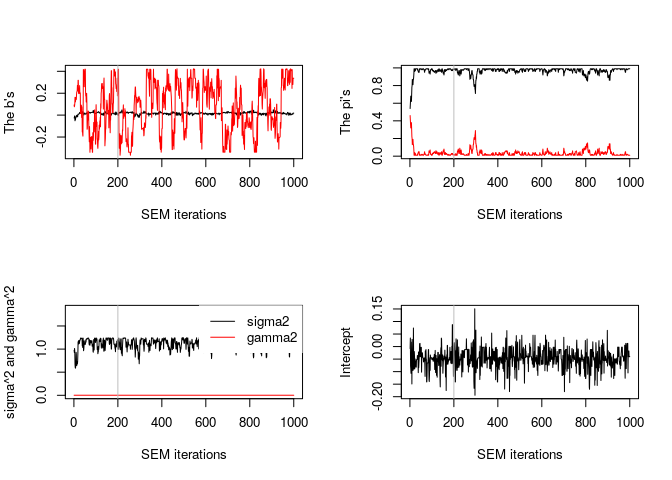 The b's
0.2
-0.2
0 200 400 600 800 1000
SEM iterations
The pi's
0.8
0.4
0.0
0 200 400 600 800 1000
SEM iterations
sigma^2 and gamma^2
1.0
0.0
sigma2
gamma2
0 200 400 600 800 1000
SEM iterations
Intercept
0.15
0.00
-0.20
0 200 400 600 800 1000
SEM iterations